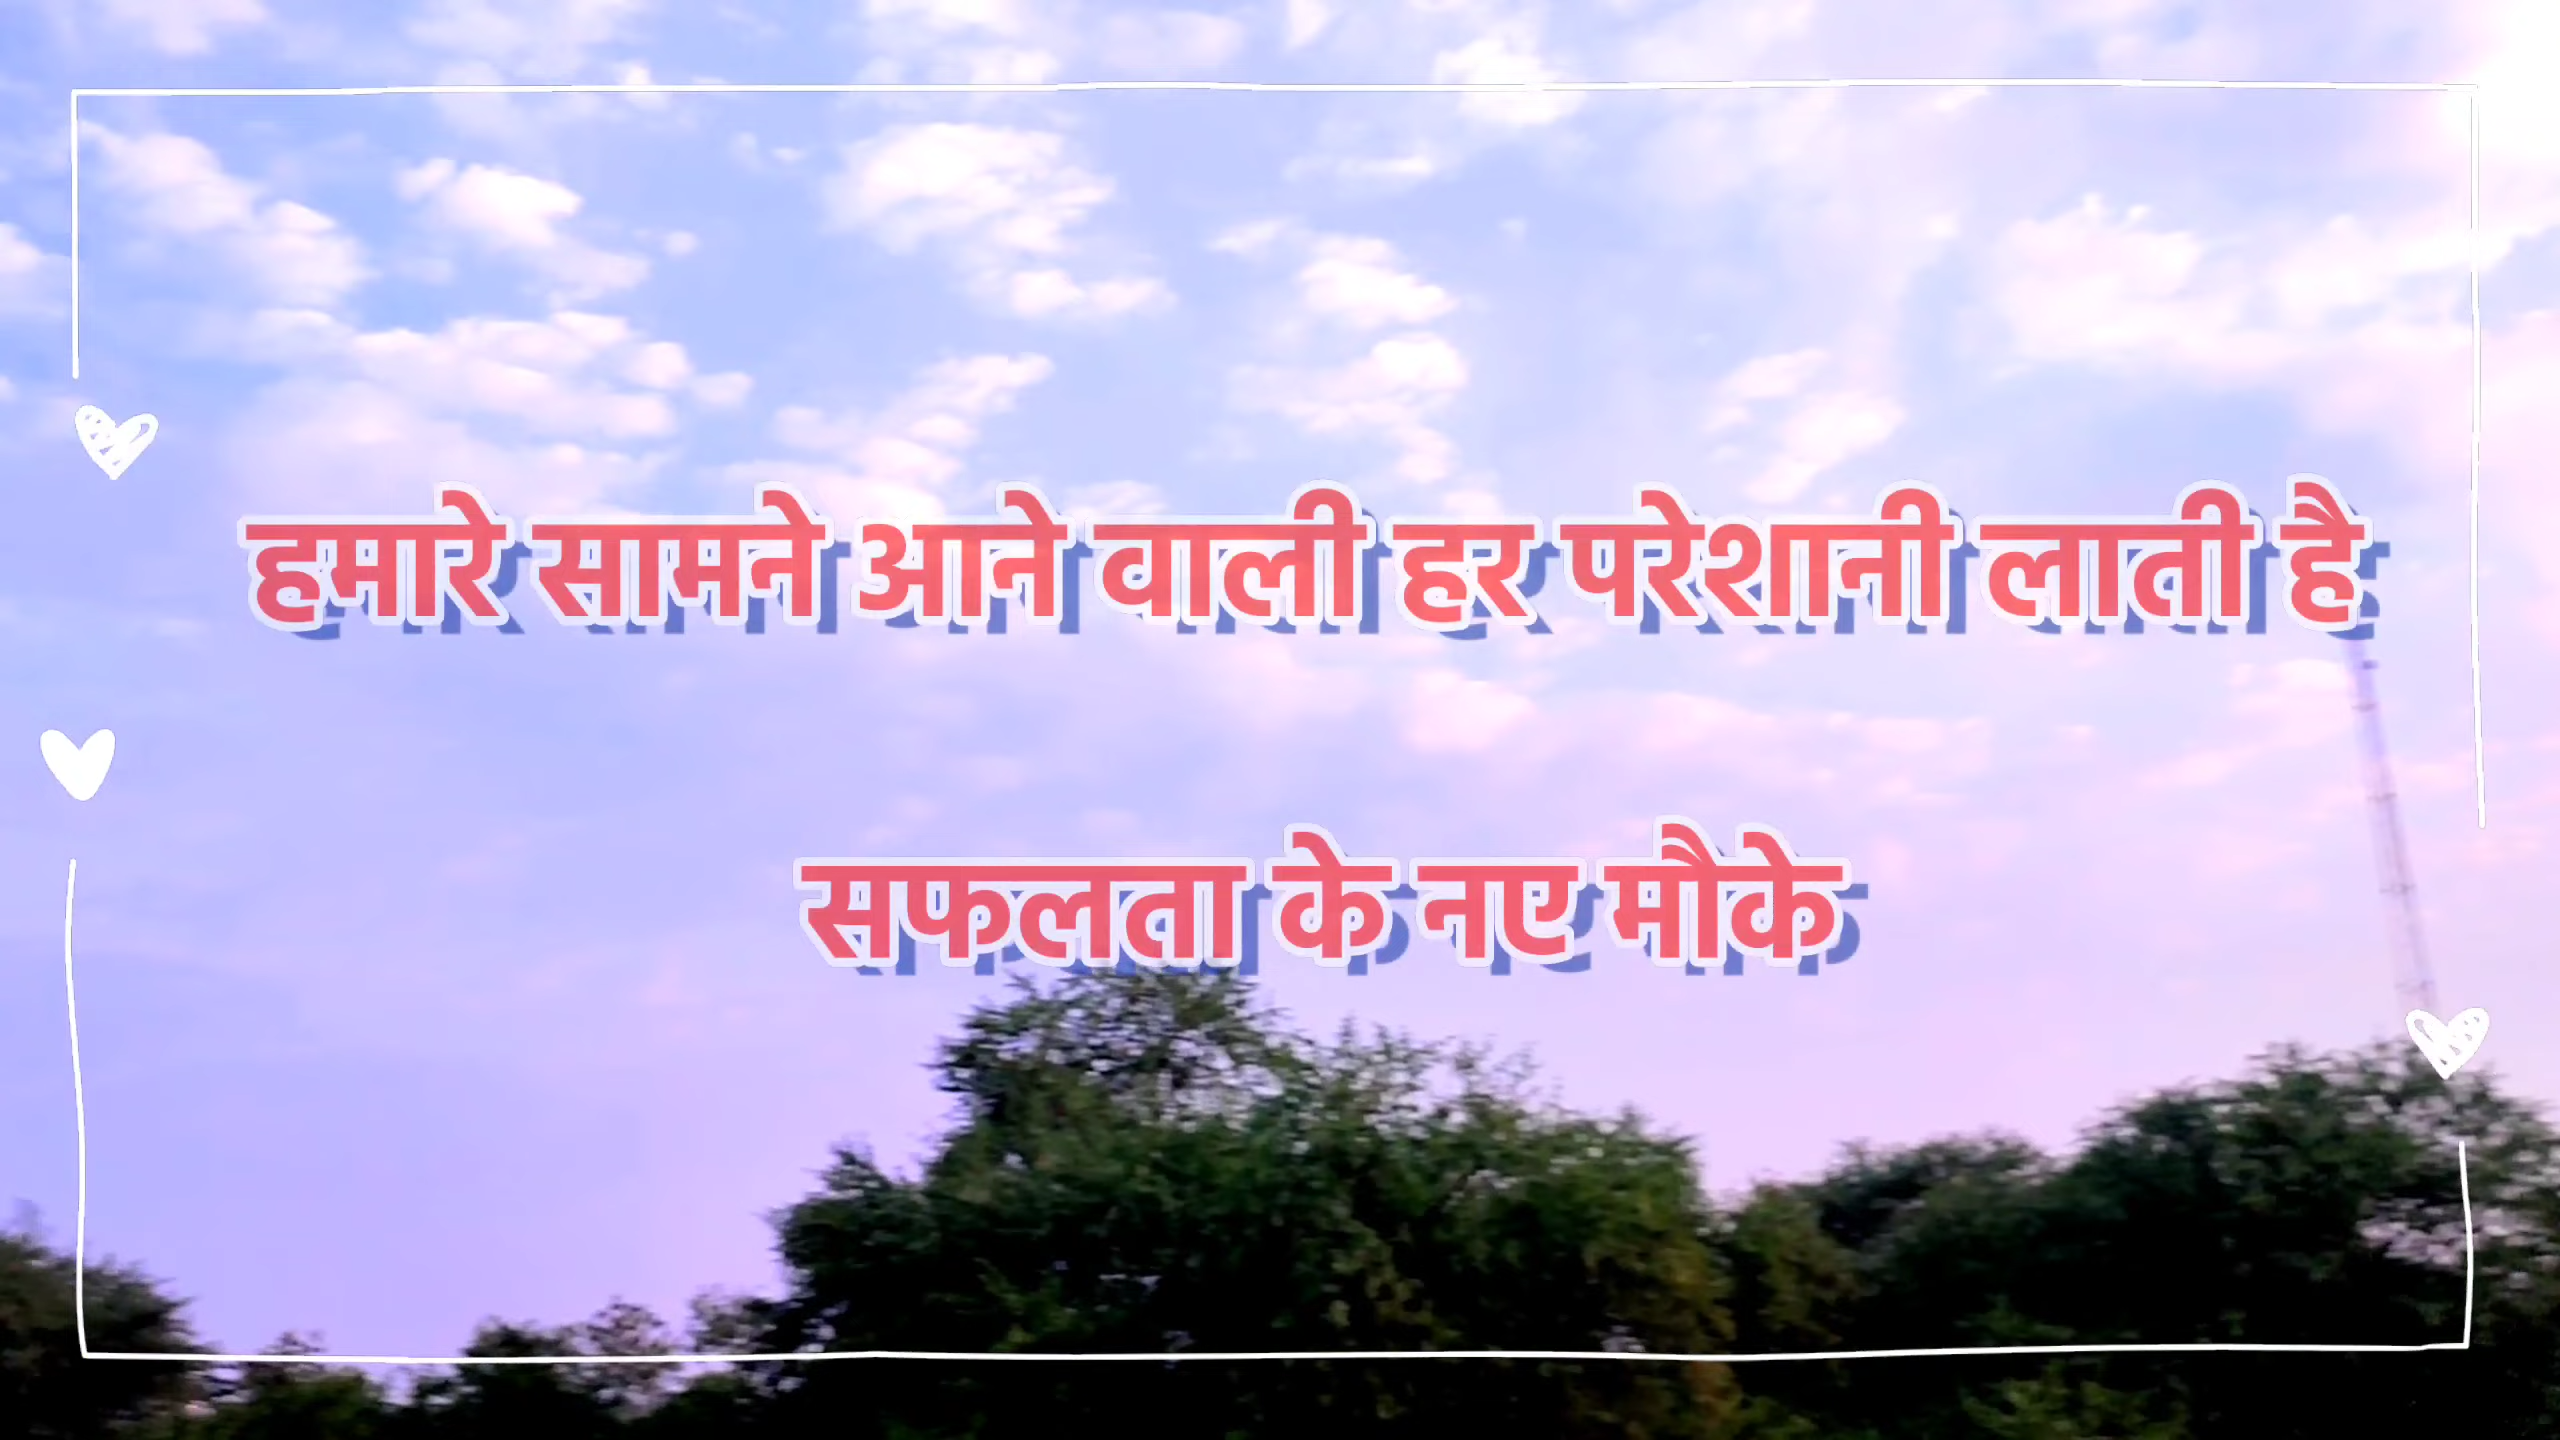 हमारे सामने आने वाली हर परेशानी लाती है
सफलता के नए मौके